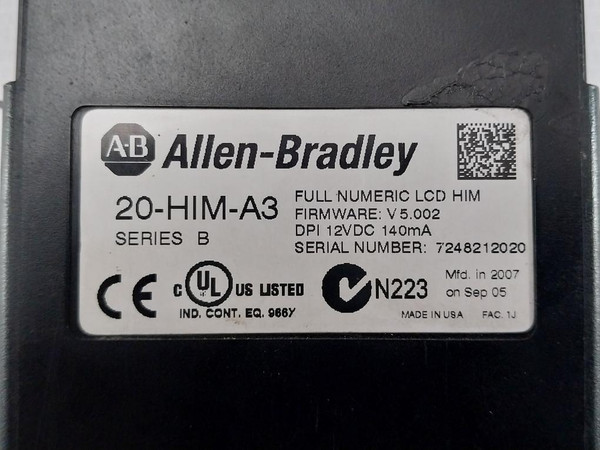 A-B Allen-Bradley
20-HIM-A3
SERIES B
FULL NUMERIC LCD HIM
FIRMWARE: V 5.002
DPI 12VDC 140mA
SERIAL NUMBER: 7248212020
CE C UL US LISTED
IND. CONT. EQ. 966Y
N223
Mfd. in 2007
on Sep 05
MADE IN USA FAC. 1J